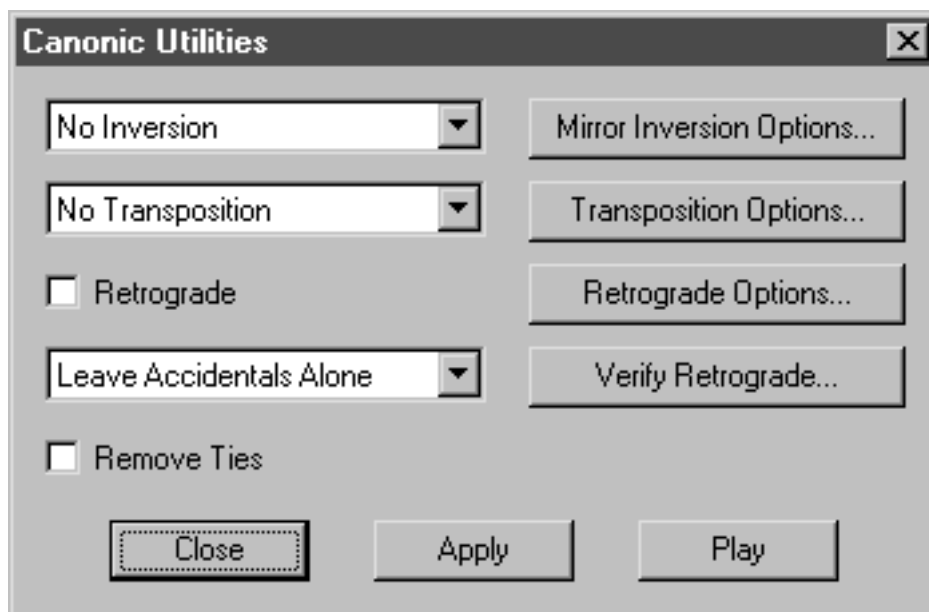 Canonic Utilities
No Inversion
Mirror Inversion Options...
No Transposition
Transposition Options...
Retrograde
Retrograde Options...
Leave Accidentals Alone
Verify Retrograde...
Remove Ties
Close
Apply
Play